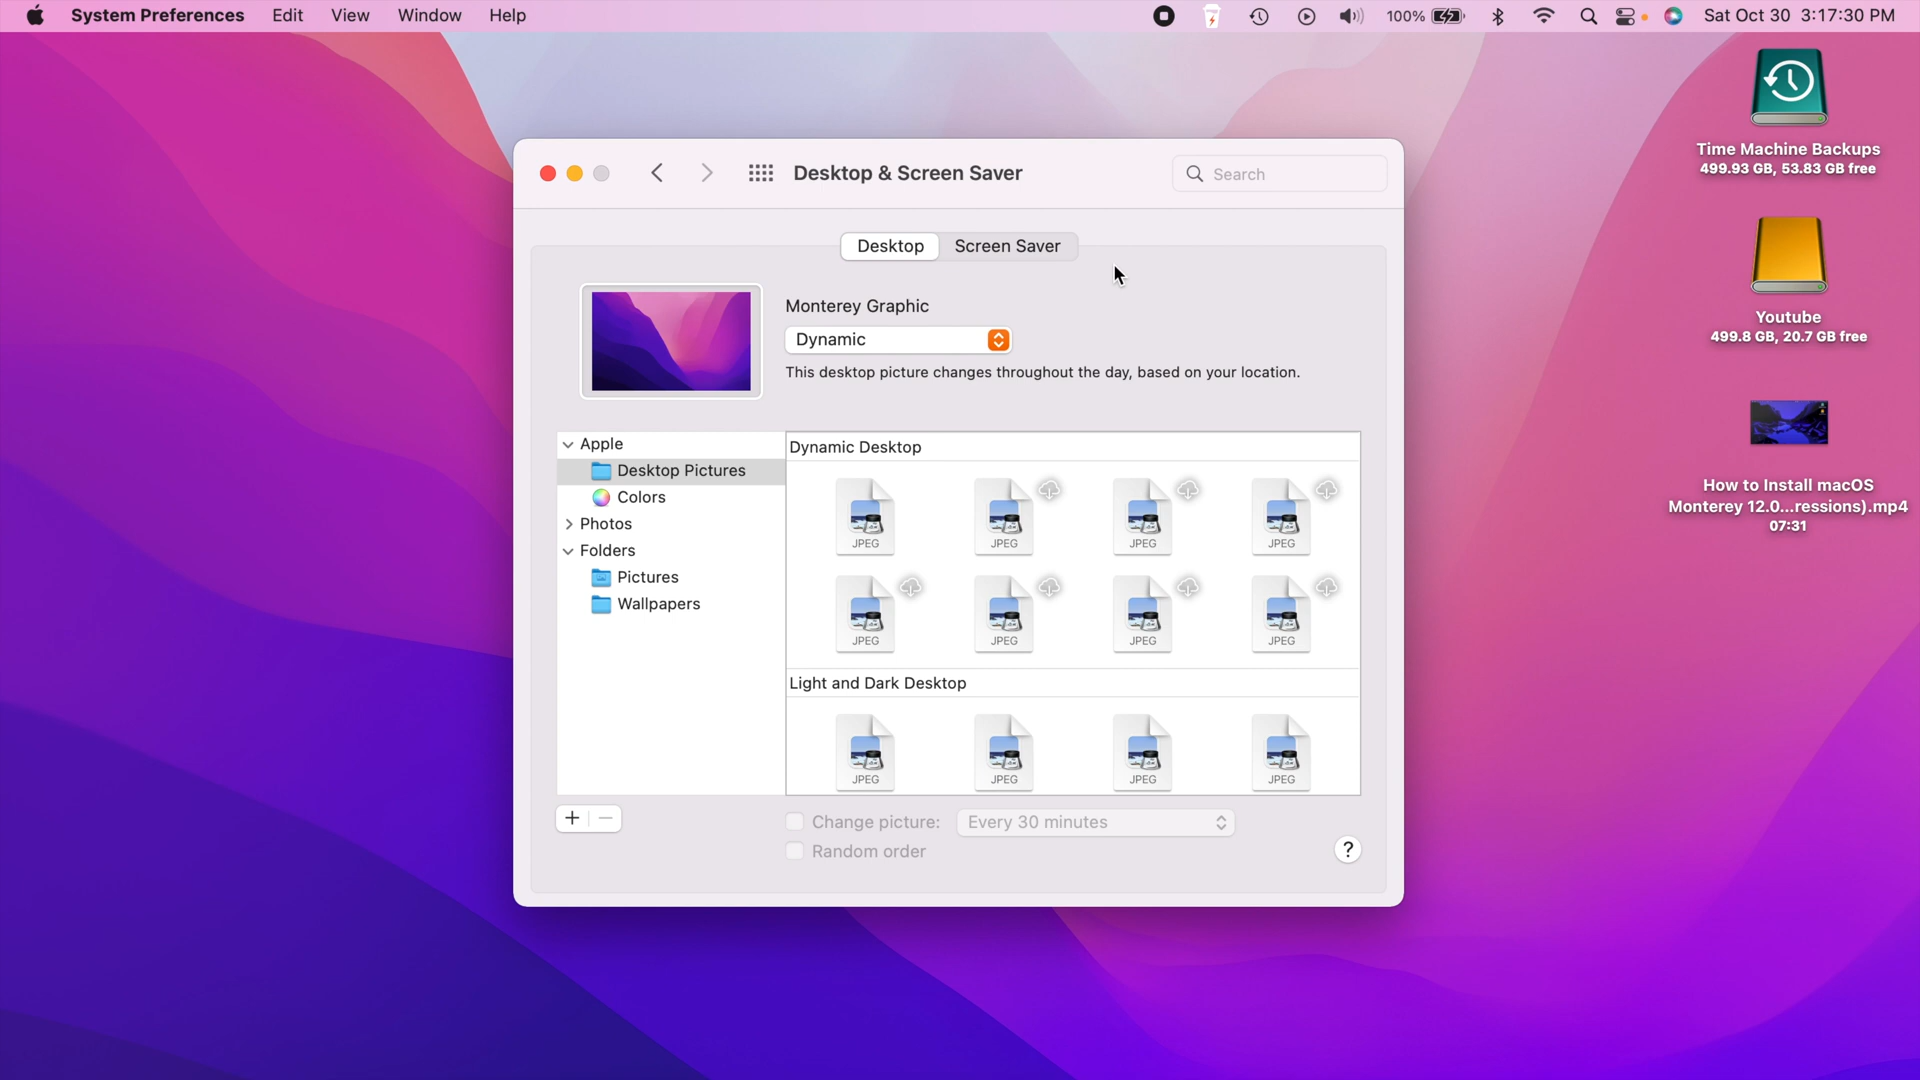 System Preferences Edit View Window Help 100% Sat Oct 30 3:17:30 PM
Time Machine Backups
499.93 GB, 53.83 GB free
Youtube
499.8 GB, 20.7 GB free
How to Install macOS
Monterey 12.0...ressions).mp4
07:31
Desktop & Screen Saver Search
Desktop Screen Saver
Monterey Graphic
Dynamic
This desktop picture changes throughout the day, based on your location.
Apple
Desktop Pictures
Colors
Photos
Folders
Pictures
Wallpapers
Dynamic Desktop
JPEG JPEG JPEG JPEG
JPEG JPEG JPEG JPEG
Light and Dark Desktop
JPEG JPEG JPEG JPEG
+ −
Change picture: Every 30 minutes
Random order
?